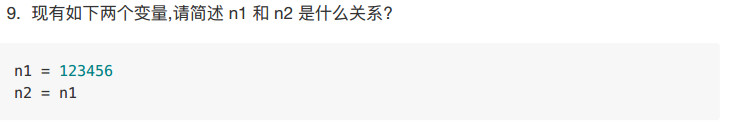 9. 现有如下两个变量,请简述 n1 和 n2 是什么关系?
n1 = 123456
n2 = n1